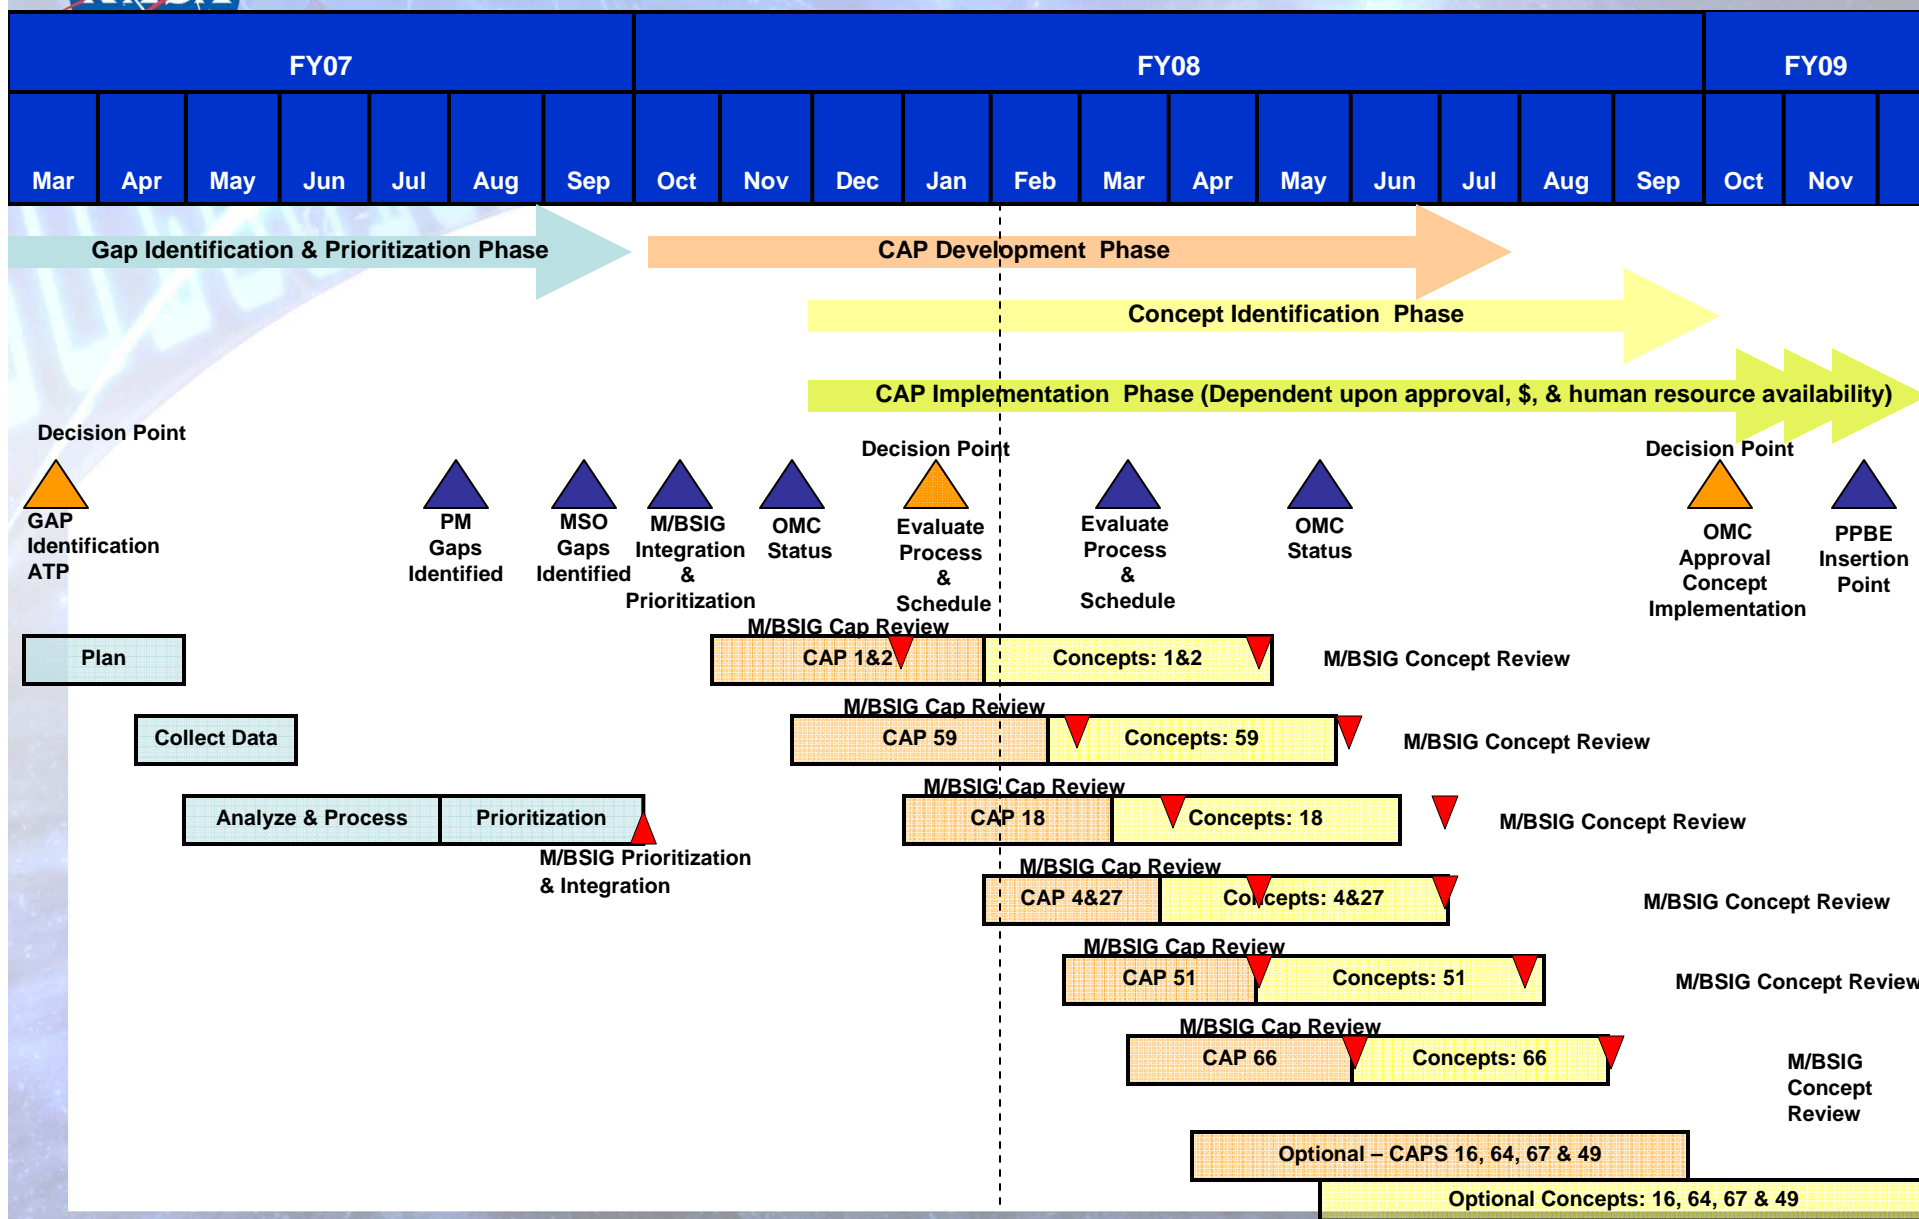 NASA
FY07
FY08
FY09
Mar
Apr
May
Jun
Jul
Aug
Sep
Oct
Nov
Dec
Jan
Feb
Mar
Apr
May
Jun
Jul
Aug
Sep
Oct
Nov
Gap Identification & Prioritization Phase
CAP Development Phase
Concept Identification Phase
CAP Implementation Phase (Dependent upon approval, $, & human resource availability)
Decision Point
Decision Point
Decision Point
GAP
Identification
ATP
PM
Gaps
Identified
MSO
Gaps
Identified
M/BSIG
Integration
&
Prioritization
OMC
Status
Evaluate
Process
&
Schedule
Evaluate
Process
&
Schedule
OMC
Status
OMC
Approval
Concept
Implementation
PPBE
Insertion
Point
M/BSIG Cap Review
Plan
CAP 1&2
Concepts: 1&2
M/BSIG Concept Review
M/BSIG Cap Review
Collect Data
CAP 59
Concepts: 59
M/BSIG Concept Review
M/BSIG Cap Review
Analyze & Process
Prioritization
CAP 18
Concepts: 18
M/BSIG Concept Review
M/BSIG Prioritization
& Integration
M/BSIG Cap Review
CAP 4&27
Concepts: 4&27
M/BSIG Concept Review
M/BSIG Cap Review
CAP 51
Concepts: 51
M/BSIG Concept Review
M/BSIG Cap Review
CAP 66
Concepts: 66
M/BSIG
Concept
Review
Optional – CAPS 16, 64, 67 & 49
Optional Concepts: 16, 64, 67 & 49